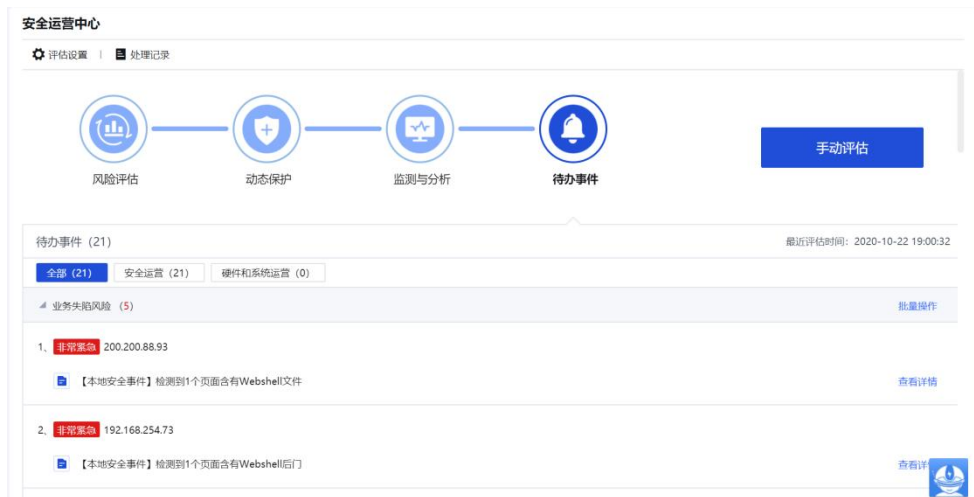 安全运营中心
评估设置 | 处理记录
风险评估 动态保护 监测与分析 待办事件 手动评估
待办事件（21） 最近评估时间：2020-10-22 19:00:32
全部（21） 安全运营（21） 硬件和系统运营（0）
业务失陷风险（5） 批量操作
1、 非常紧急 200.200.88.93
【本地安全事件】检测到1个页面含有Webshell文件 查看详情
2、 非常紧急 192.168.254.73
【本地安全事件】检测到1个页面含有Webshell后门 查看详